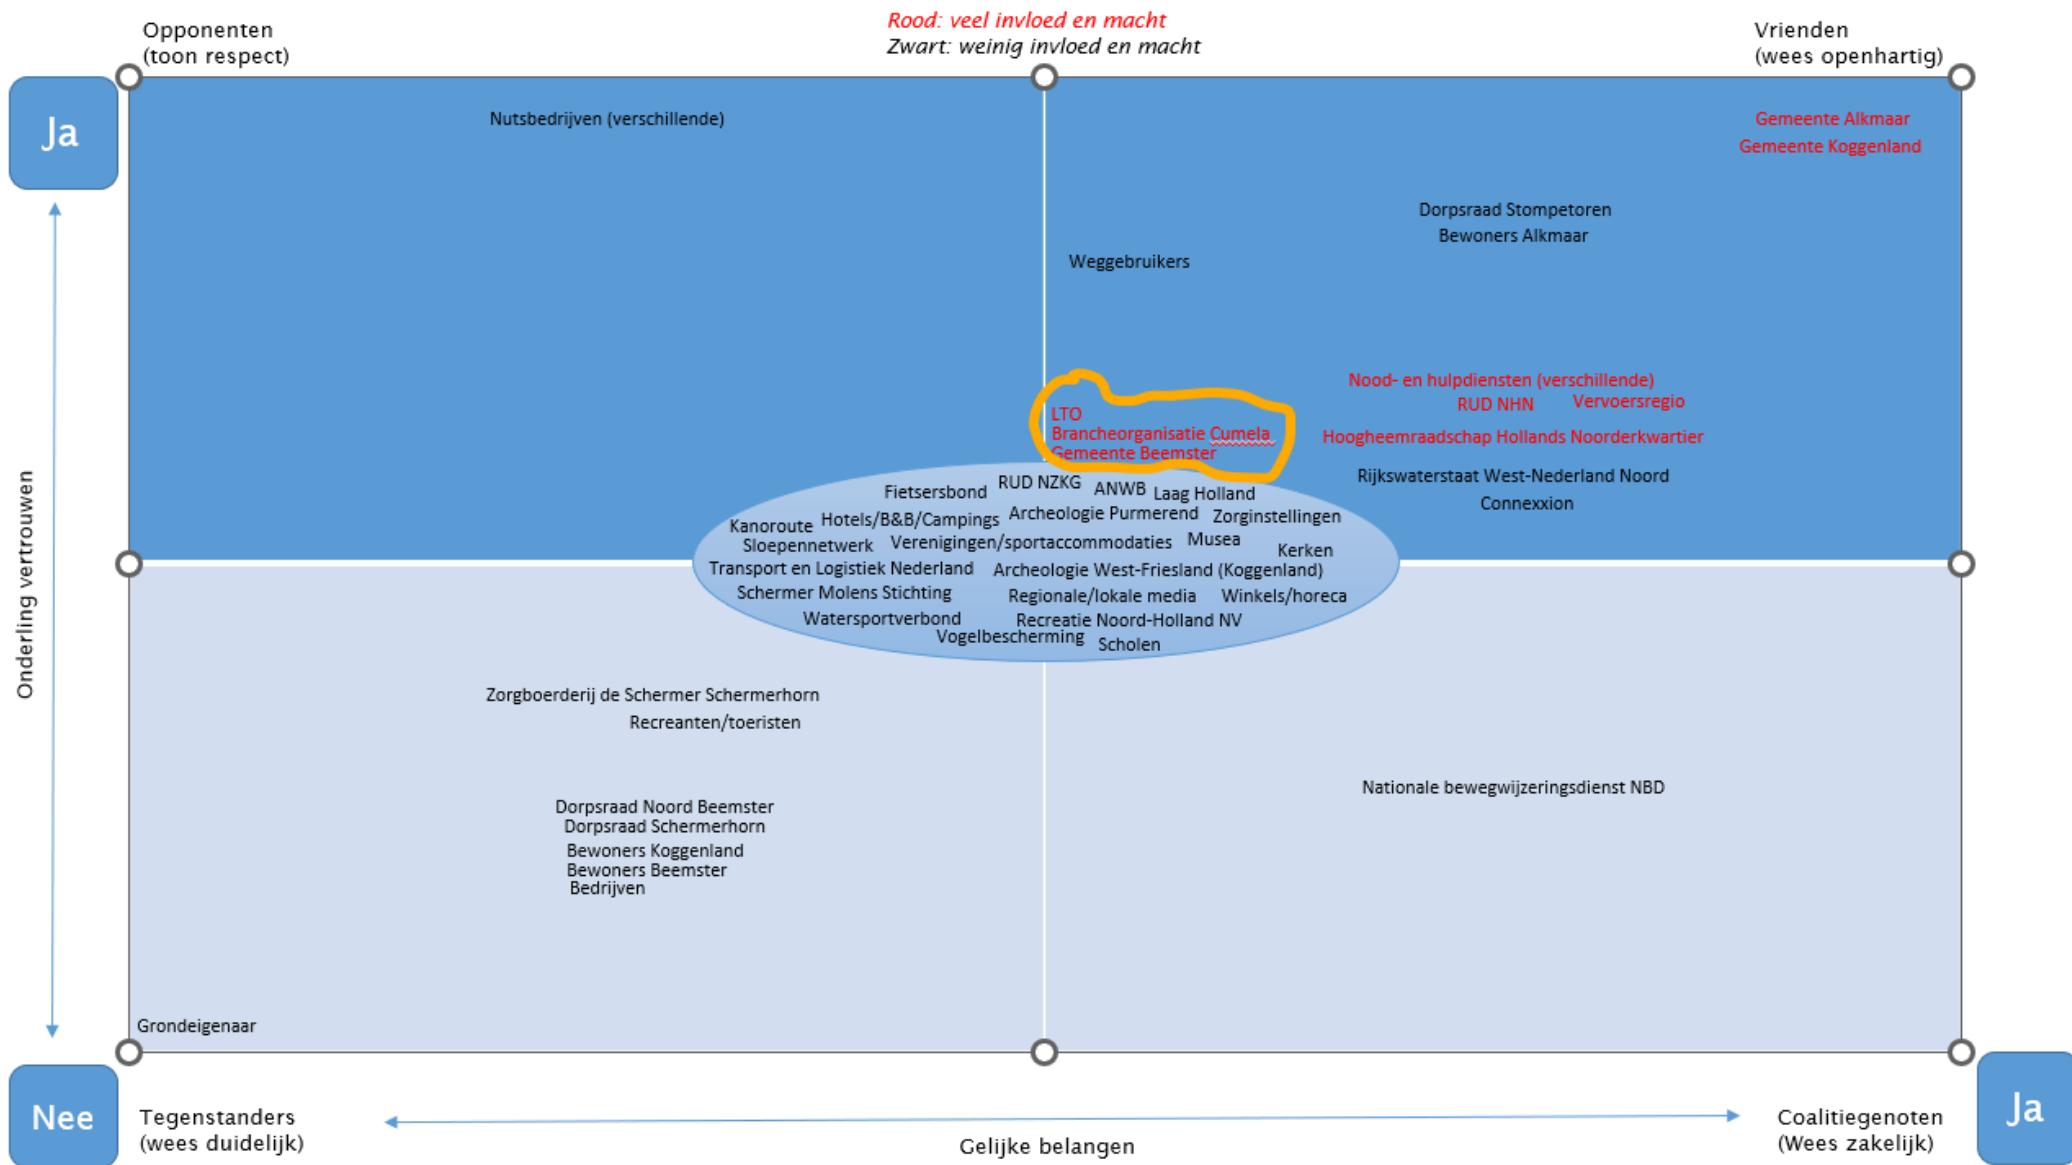 Opponenten
(toon respect)
Rood: veel invloed en macht
Zwart: weinig invloed en macht
Vrienden
(wees openhartig)
Ja
Nutsbedrijven (verschillende)
Gemeente Alkmaar
Gemeente Koggenland
Dorpsraad Stompetoren
Bewoners Alkmaar
Weggebruikers
Nood- en hulpdiensten (verschillende)
RUD NHN
Vervoersregio
Hoogheemraadschap Hollands Noorderkwartier
LTO
Brancheorganisatie Cumela
Gemeente Beemster
Rijkswaterstaat West-Nederland Noord
Connexxion
Fietsersbond
RUD NZKG
ANWB
Laag Holland
Kanoroute
Hotels/B&B/Campings
Archeologie Purmerend
Zorginstellingen
Sloepennetwerk
Verenigingen/sportaccommodaties
Musea
Kerken
Transport en Logistiek Nederland
Archeologie West-Friesland (Koggenland)
Schermer Molens Stichting
Regionale/lokale media
Winkels/horeca
Watersportverbond
Recreatie Noord-Holland NV
Vogelbescherming
Scholen
Onderling vertrouwen
Zorgboerderij de Schermer Schermerhorn
Recreanten/toeristen
Nationale bewegwijzeringsdienst NBD
Dorpsraad Noord Beemster
Dorpsraad Schermerhorn
Bewoners Koggenland
Bewoners Beemster
Bedrijven
Grondeigenaar
Nee
Tegenstanders
(wees duidelijk)
Gelijke belangen
Coalitiegenoten
(Wees zakelijk)
Ja